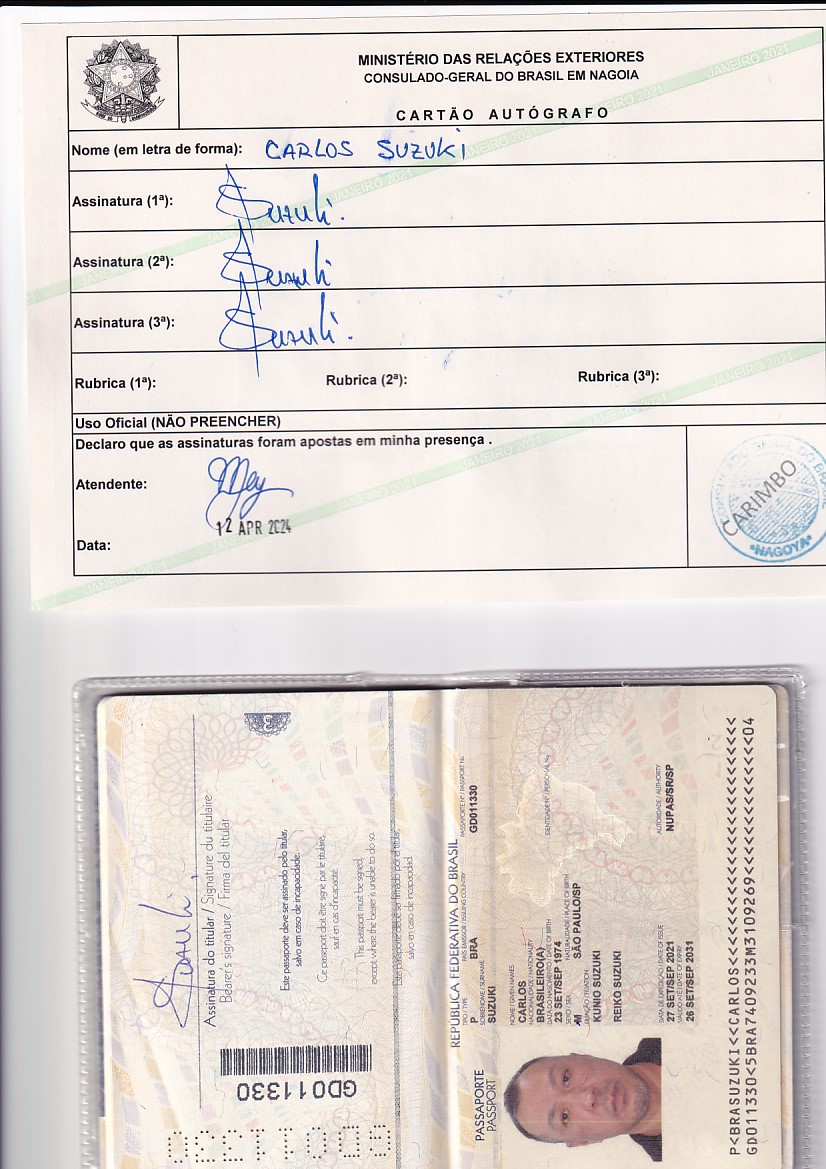 MINISTÉRIO DAS RELAÇÕES EXTERIORES
CONSULADO-GERAL DO BRASIL EM NAGOIA
CARTÃO AUTÓGRAFO
Nome (em letra de forma): CARLOS SUZUKI
Assinatura (1ª): Suzuki.
Assinatura (2ª): Suzuki
Assinatura (3ª): Suzuki.
Rubrica (1ª): Rubrica (2ª): Rubrica (3ª):
Uso Oficial (NÃO PREENCHER)
Declaro que as assinaturas foram apostas em minha presença .
Atendente:
12 APR 2024
Data:
CARIMBO
NAGOYA
JANEIRO 2021
Suzuki.
Assinatura do titular / Signature du titulaire
Bearer's signature / Firma del titular
Este passaporte deve ser assinado pelo titular,
salvo em caso de incapacidade.
Ce passeport doit être signé par le titulaire,
sauf en cas d'incapacité.
This passport must be signed,
except where the bearer is unable to do so.
Este pasaporte debe ser firmado por el titular,
salvo en caso de incapacidad.
GD011330
REPÚBLICA FEDERATIVA DO BRASIL
PASSAPORTE
PASSPORT
TIPO / TYPE
P
PAÍS EMISSOR / ISSUING COUNTRY
BRA
PASSAPORTE Nº / PASSPORT Nº
GD011330
SOBRENOME / SURNAME
SUZUKI
NOME / GIVEN NAMES
CARLOS
NACIONALIDADE / NATIONALITY
BRASILEIRO(A)
DATA DE NASCIMENTO / DATE OF BIRTH
23 SET/SEP 1974
IDENTIDADE Nº / PERSONAL Nº
SEXO / SEX
M
NATURALIDADE / PLACE OF BIRTH
SÃO PAULO/SP
FILIAÇÃO / FILIATION
KUNIO SUZUKI
REIKO SUZUKI
DATA DE EXPEDIÇÃO / DATE OF ISSUE
27 SET/SEP 2021
VÁLIDO ATÉ / DATE OF EXPIRY
26 SET/SEP 2031
AUTORIDADE / AUTHORITY
NUPAS/SR/SP
P<BRASUZUKI<<CARLOS<<<<<<<<<<<<<<<<<<<<<<<<<
GD011330<5BRA7409233M3109269<<<<<<<<<<<<<<04